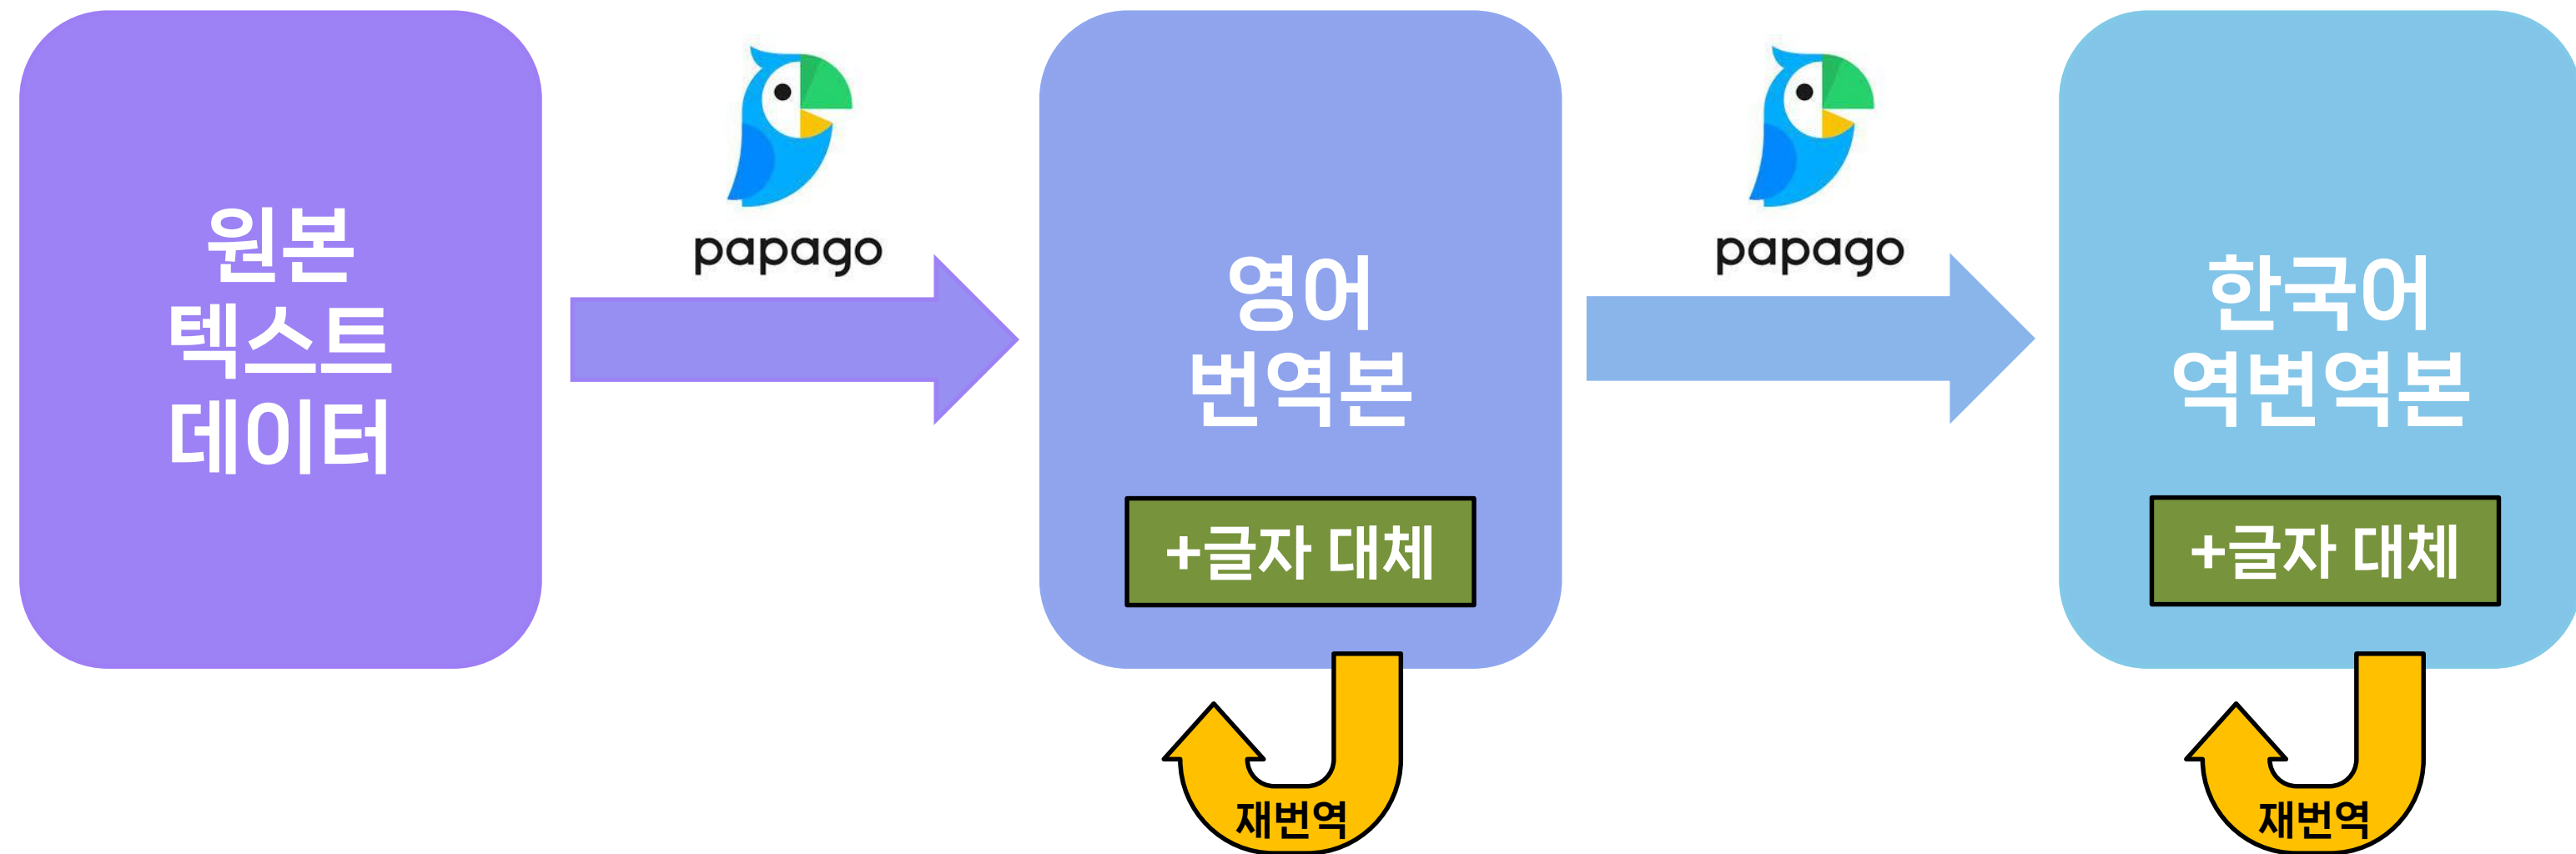 원본
텍스트
데이터
papago
영어
번역본
+글자 대체
재번역
papago
한국어
역변역본
+글자 대체
재번역